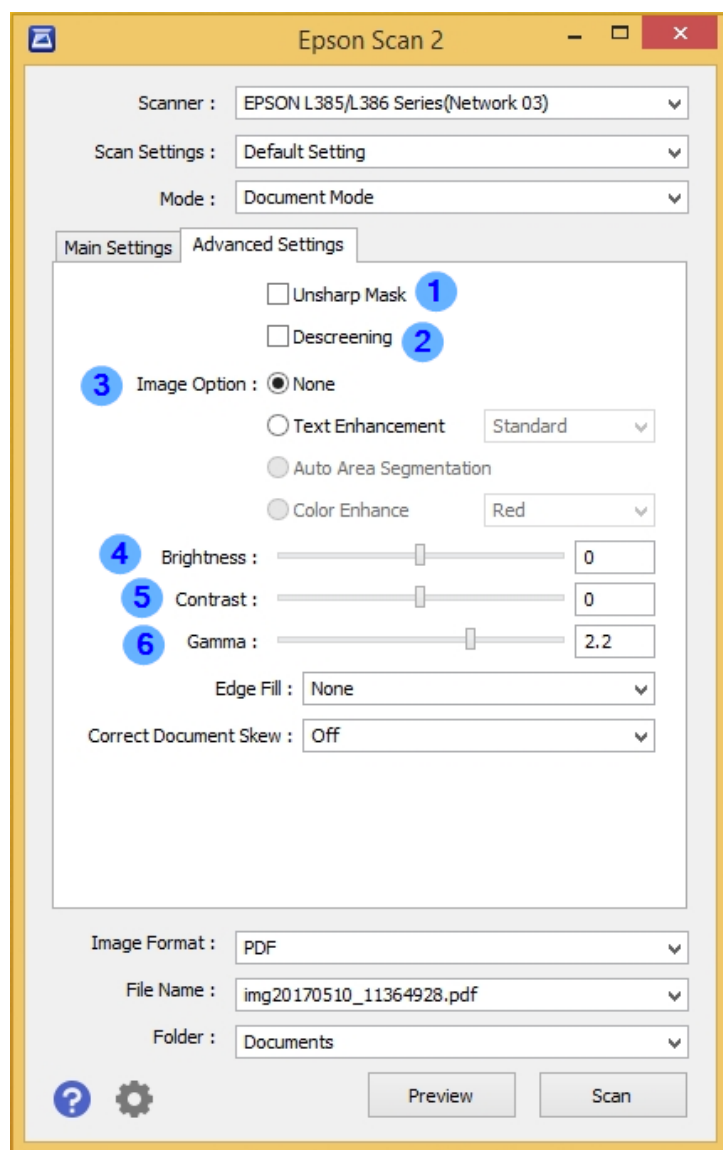 Epson Scan 2
Scanner : EPSON L385/L386 Series(Network 03)
Scan Settings : Default Setting
Mode : Document Mode
Main Settings Advanced Settings
Unsharp Mask 1
Descreening 2
3 Image Option : None
Text Enhancement Standard
Auto Area Segmentation
Color Enhance Red
4 Brightness : 0
5 Contrast : 0
6 Gamma : 2.2
Edge Fill : None
Correct Document Skew : Off
Image Format : PDF
File Name : img20170510_11364928.pdf
Folder : Documents
? Preview Scan